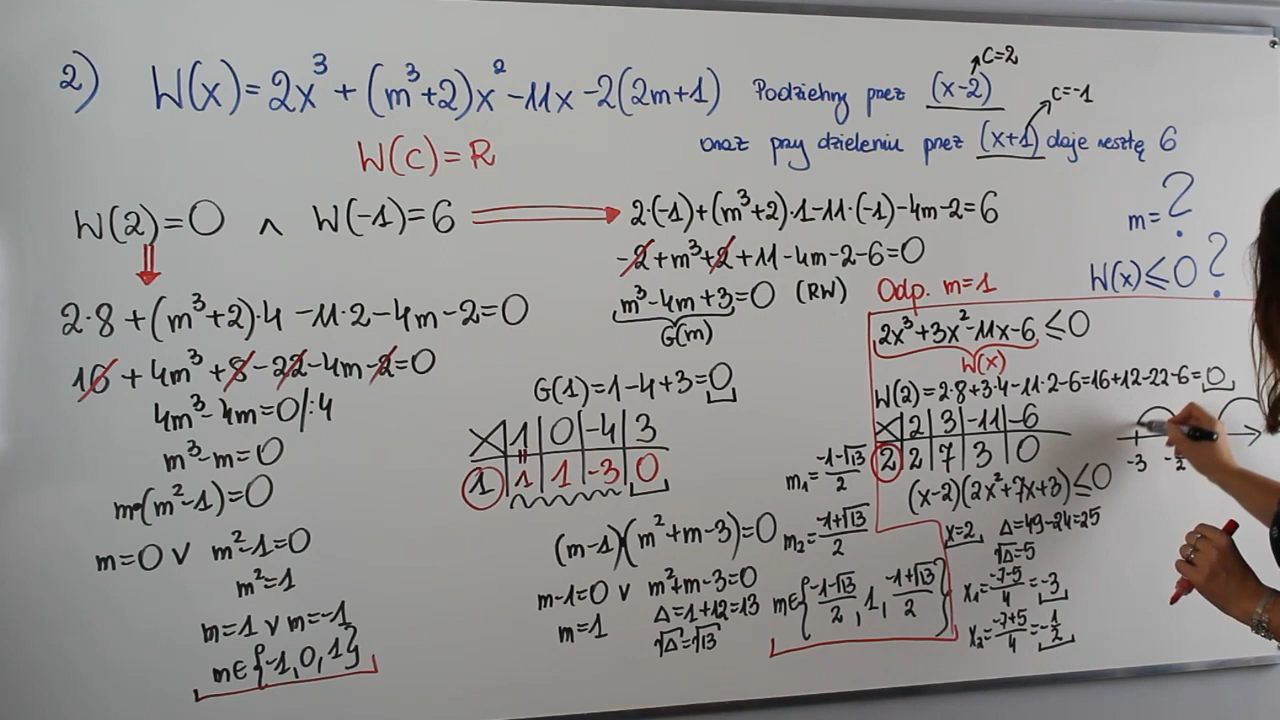 2) W(x)=2x³+(m³+2)x²-11x-2(2m+1) Podzielny przez (x-2) C=2
oraz przy dzieleniu przez (x+1) daje resztę 6 C=-1
W(C)=R
m=?
W(x)≤0?
W(2)=0 ∧ W(-1)=6
2·8+(m³+2)·4-11·2-4m-2=0
16+4m³+8-22-4m-2=0
4m³-4m=0/:4
m³-m=0
m(m²-1)=0
m=0 ∨ m²-1=0
m²=1
m=1 ∨ m=-1
m∈{-1,0,1}
2·(-1)+(m³+2)·1-11·(-1)-4m-2=6
-2+m³+2+11-4m-2-6=0
m³-4m+3=0 (RW)
G(m)
G(1)=1-4+3=0
X|1|0|-4|3
1|1|1|-3|0
(m-1)(m²+m-3)=0
m-1=0 ∨ m²+m-3=0
m=1
Δ=1+12=13
√Δ=√13
m₁=(-1-√13)/2
m₂=(-1+√13)/2
m∈{(-1-√13)/2, 1, (-1+√13)/2}
Odp. m=1
2x³+3x²-11x-6≤0
W(x)
W(2)=2·8+3·4-11·2-6=16+12-22-6=0
X|2|3|-11|-6
2|2|7|3|0
(x-2)(2x²+7x+3)≤0
x=2 Δ=49-24=25
√Δ=5
x₁=(-7-5)/4=-3
x₂=(-7+5)/4=-1/2
-3